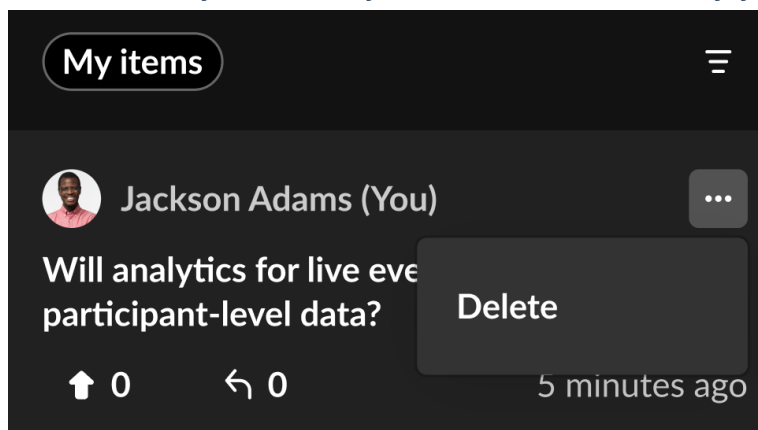 My items
Jackson Adams (You)
Will analytics for live eve
participant-level data?
Delete
0
0
5 minutes ago